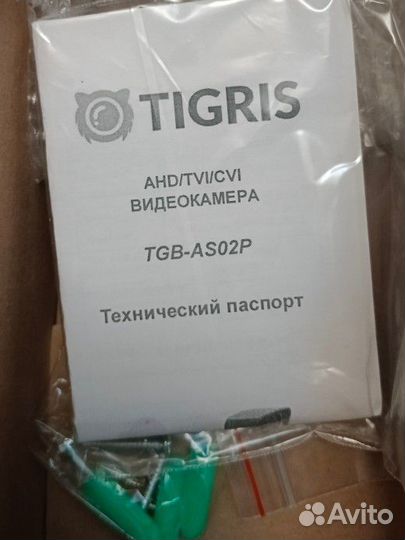 TIGRIS
AHD/TVI/CVI
ВИДЕОКАМЕРА
TGB-AS02P
Технический паспорт
Avito